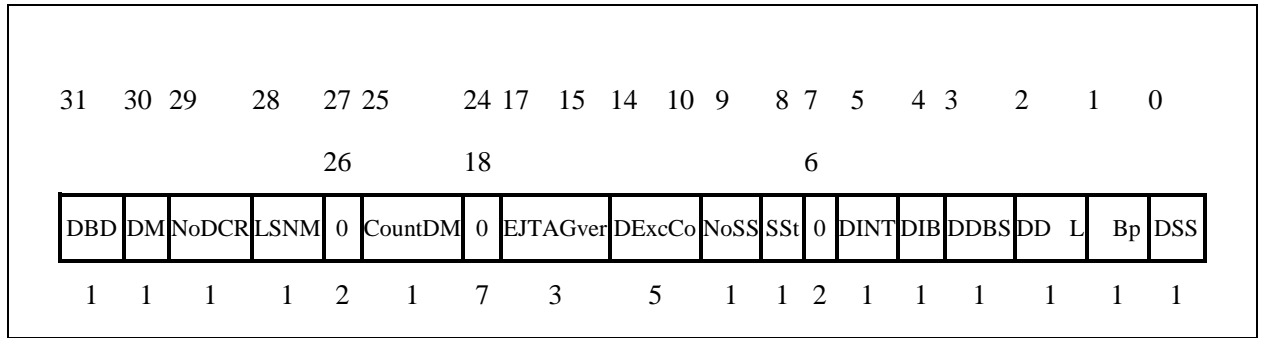 31 30 29 28 27 25 24 17 15 14 10 9 8 7 5 4 3 2 1 0
26 18 6
DBD DM NoDCR LSNM 0 CountDM 0 EJTAGver DExcCo NoSS SSt 0 DINT DIB DDBS DD L Bp DSS
1 1 1 1 2 1 7 3 5 1 1 2 1 1 1 1 1 1